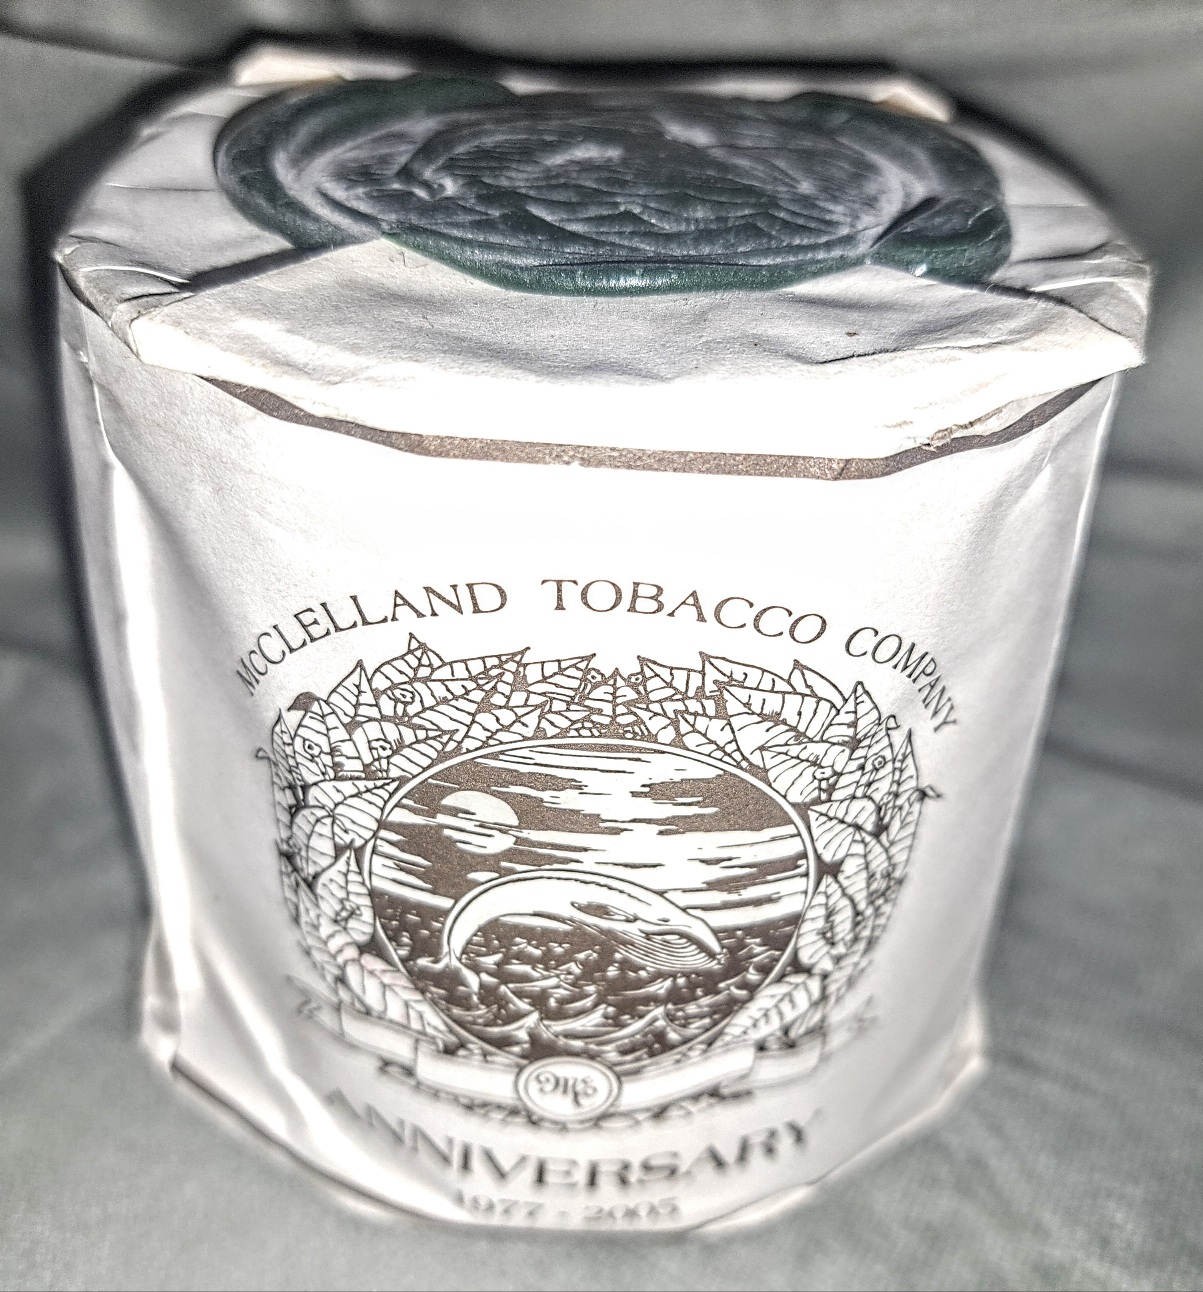 McCLELLAND TOBACCO COMPANY
ANNIVERSARY
1977 - 2005